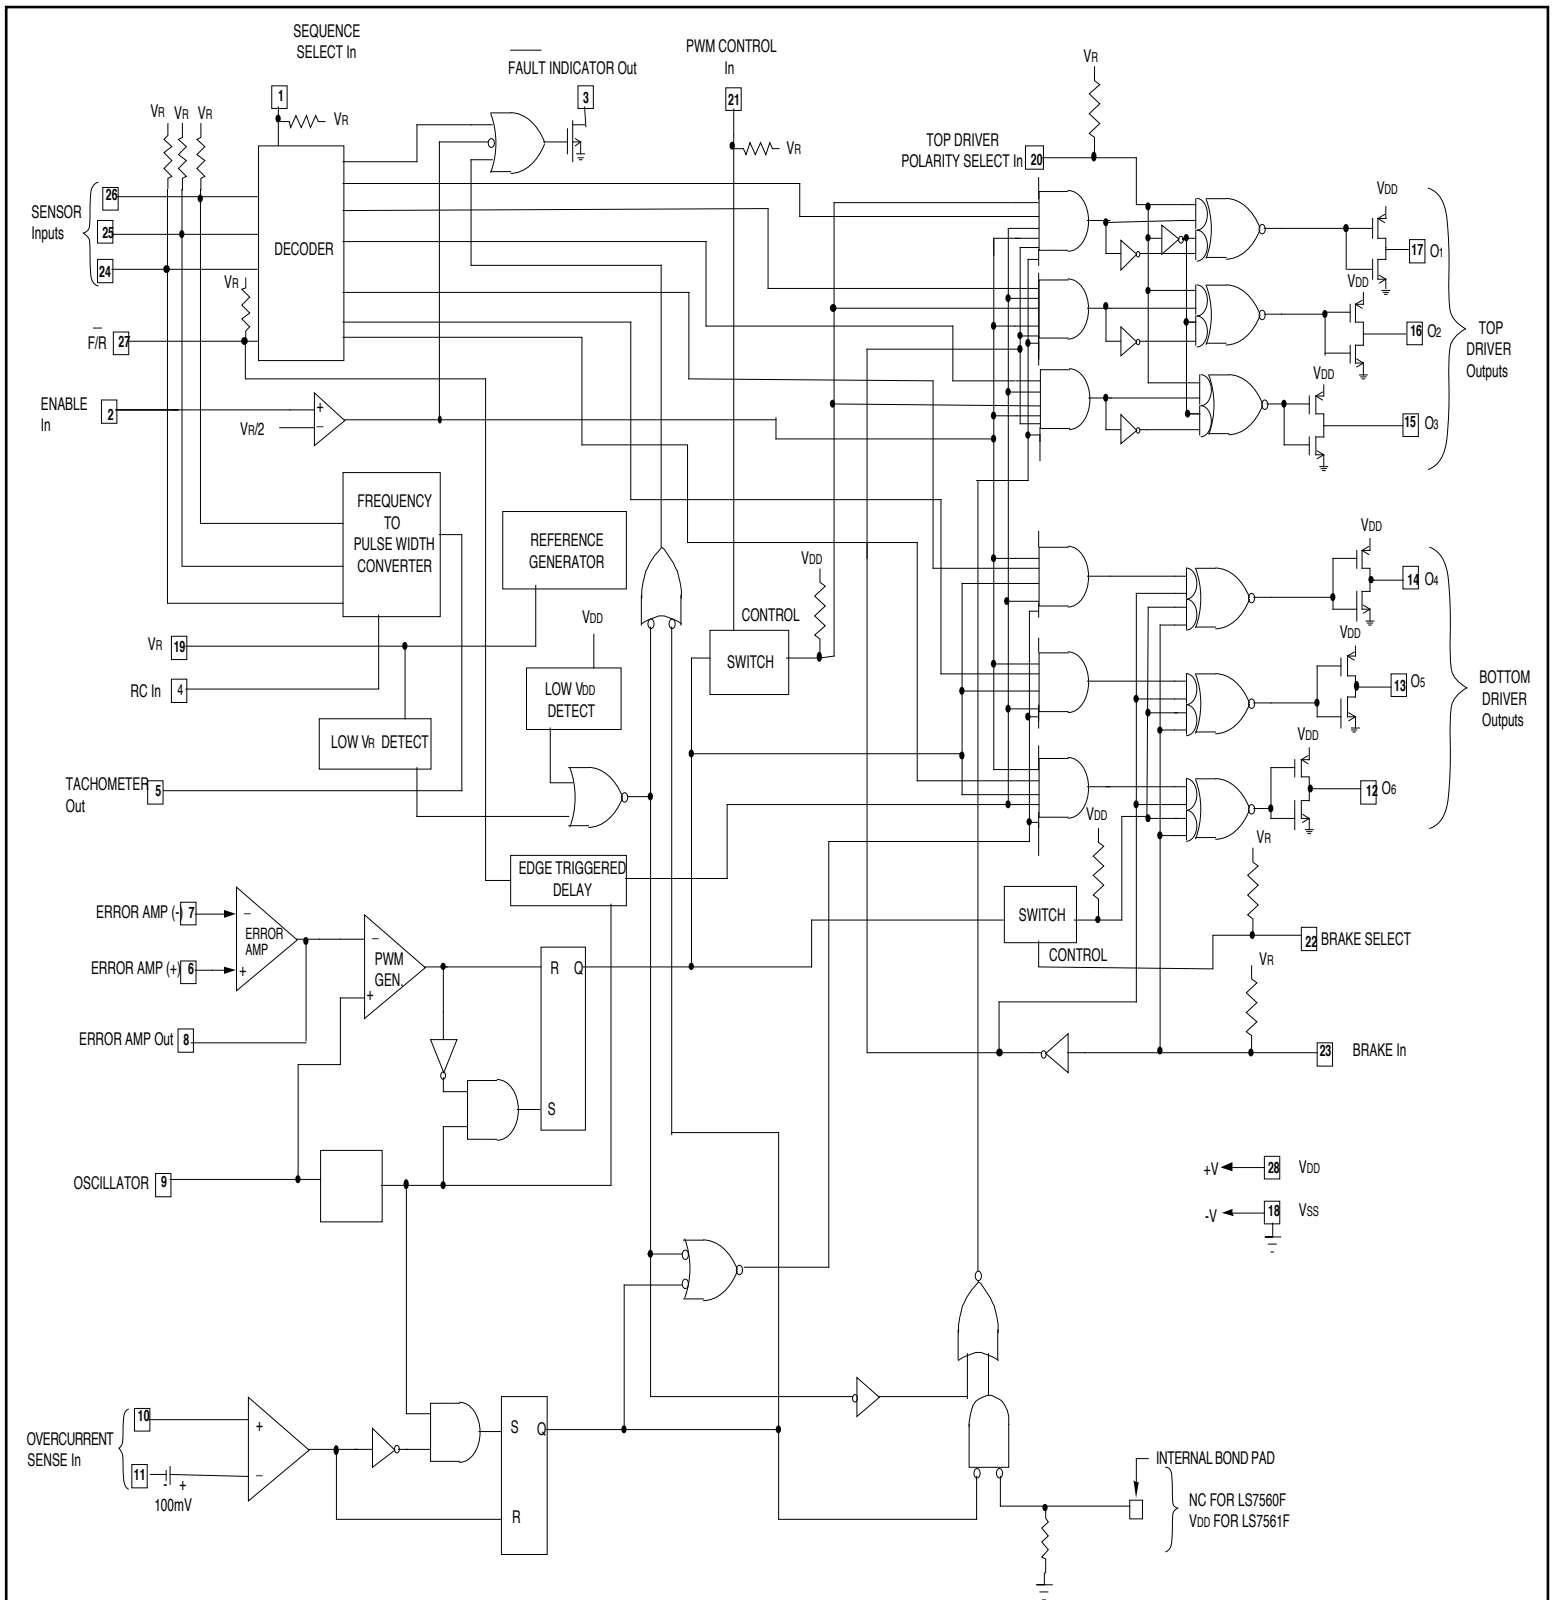 SEQUENCE
SELECT In
FAULT INDICATOR Out
PWM CONTROL
In
1
3
21
VR
VR
VR
VR
VR
VR
TOP DRIVER
POLARITY SELECT In
20
SENSOR
Inputs
26
25
24
DECODER
VR
F/R
27
ENABLE
In
2
VR/2
+
−
VDD
17
O1
VDD
16
O2
VDD
15
O3
TOP
DRIVER
Outputs
FREQUENCY
TO
PULSE WIDTH
CONVERTER
REFERENCE
GENERATOR
VDD
CONTROL
SWITCH
VDD
VR
19
RC In
4
LOW VDD
DETECT
LOW VR DETECT
TACHOMETER
Out
5
VDD
14
O4
VDD
13
O5
VDD
12
O6
BOTTOM
DRIVER
Outputs
EDGE TRIGGERED
DELAY
VDD
SWITCH
CONTROL
VR
22
BRAKE SELECT
VR
23
BRAKE In
ERROR AMP (-)
7
−
ERROR
AMP
ERROR AMP (+)
6
+
−
PWM
GEN.
+
R
Q
S
ERROR AMP Out
8
OSCILLATOR
9
+V
28
VDD
-V
18
VSS
OVERCURRENT
SENSE In
10
11
-
+
100mV
+
−
S
Q
R
INTERNAL BOND PAD
NC FOR LS7560F
VDD FOR LS7561F